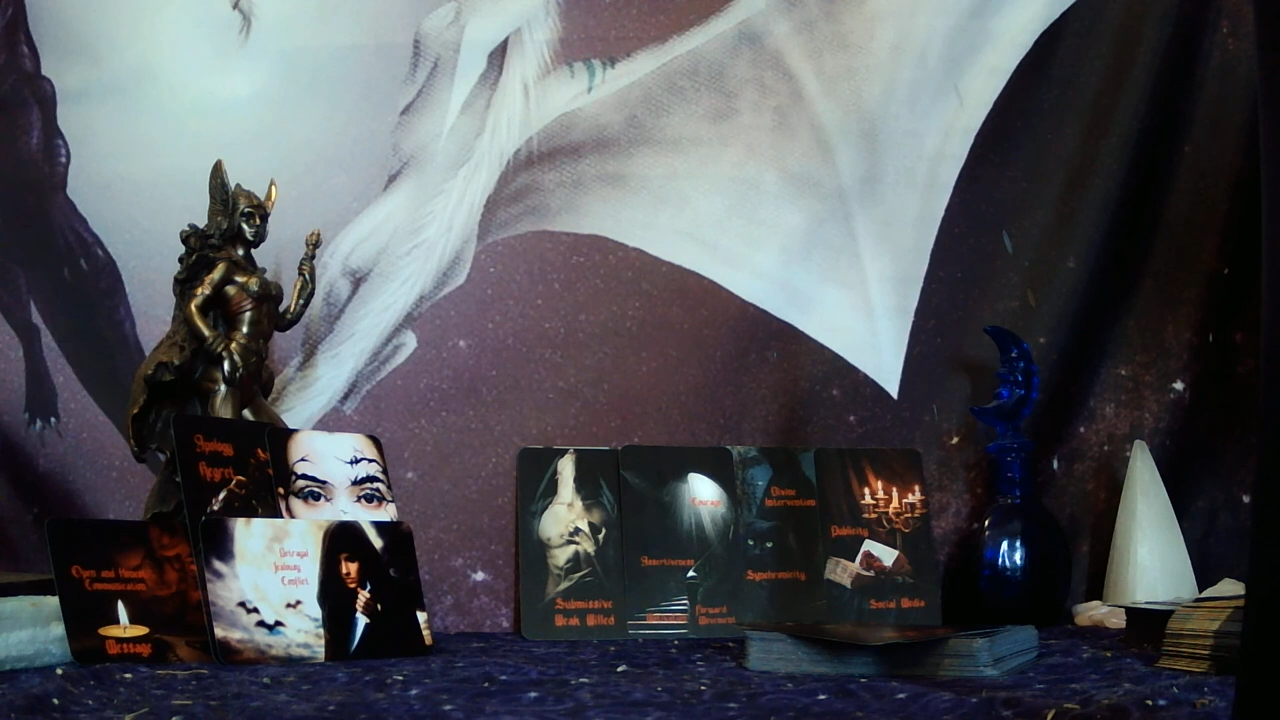 Apology
Regret
Open and Honest
Communication
Message
Betrayal
Jealousy
Conflict
Submissive
Weak Willed
Courage
Assertiveness
Forward
Movement
Divine
Intervention
Synchronicity
Publicity
Social Media